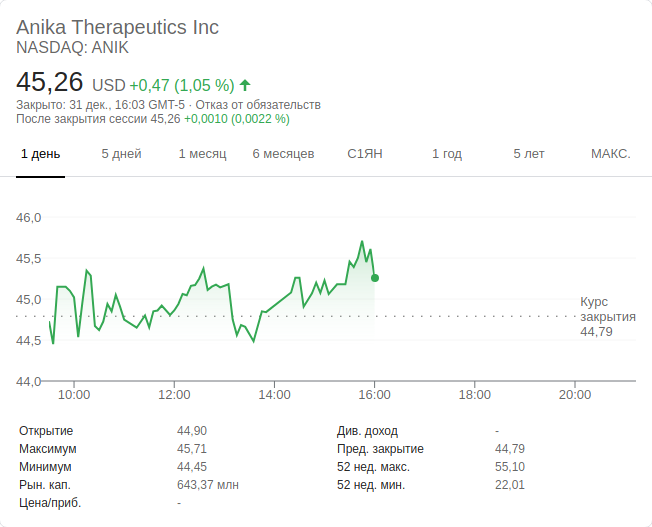 Anika Therapeutics Inc
NASDAQ: ANIK
45,26 USD +0,47 (1,05 %)
Закрыто: 31 дек., 16:03 GMT-5 · Отказ от обязательств
После закрытия сессии 45,26 +0,0010 (0,0022 %)
1 день 5 дней 1 месяц 6 месяцев С1ЯН 1 год 5 лет МАКС.
46,0
45,5
45,0
44,5
44,0
Курс
закрытия
44,79
10:00 12:00 14:00 16:00 18:00 20:00
Открытие 44,90 Див. доход -
Максимум 45,71 Пред. закрытие 44,79
Минимум 44,45 52 нед. макс. 55,10
Рын. кап. 643,37 млн 52 нед. мин. 22,01
Цена/приб. -